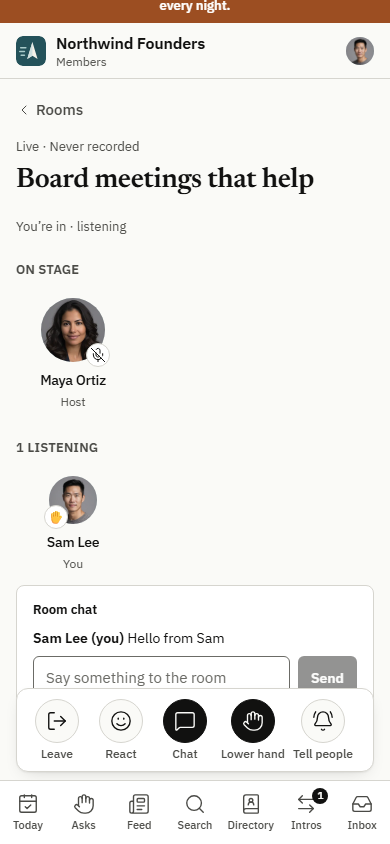 every night.
Northwind Founders
Members
Rooms
Live · Never recorded
Board meetings that help
You're in · listening
ON STAGE
Maya Ortiz
Host
1 LISTENING
Sam Lee
You
Room chat
Sam Lee (you) Hello from Sam
Say something to the room
Send
Leave
React
Chat
Lower hand
Tell people
1
Today
Asks
Feed
Search
Directory
Intros
Inbox